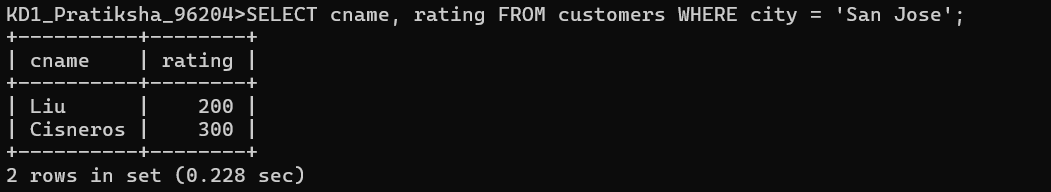 KD1_Pratiksha_96204>SELECT cname, rating FROM customers WHERE city = 'San Jose';
+----------+--------+
| cname    | rating |
+----------+--------+
| Liu      |    200 |
| Cisneros |    300 |
+----------+--------+
2 rows in set (0.228 sec)